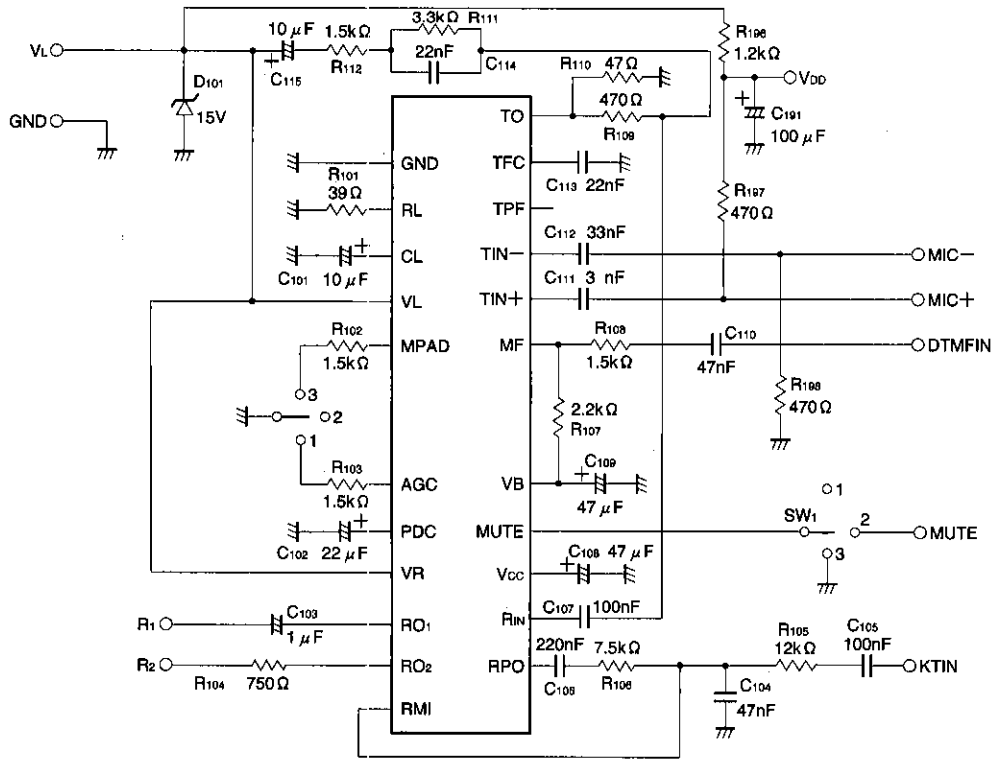 10 μF
1.5kΩ
3.3kΩ R111
22nF
VL
+
C115
R112
C114
R110
47Ω
R196
1.2kΩ
VDD
D101
15V
GND
470Ω
R109
TO
+
C191
100 μF
GND
TFC
C113 22nF
R101
39Ω
RL
TPF
R197
470Ω
CL
+
C101
10 μF
TIN−
C112 33nF
MIC−
VL
TIN+
C111 3 nF
MIC+
R102
1.5kΩ
MPAD
MF
R108
1.5kΩ
C110
47nF
DTMFIN
3
2
1
2.2kΩ
R107
R198
470Ω
R103
1.5kΩ
AGC
VB
+
C109
47 μF
1
SW1
2
3
MUTE
PDC
+
C102
22 μF
MUTE
VR
VCC
+
C108
47 μF
R1
C103
1 μF
RO1
RIN
C107
100nF
R2
R104
750Ω
RO2
RPO
220nF
C106
7.5kΩ
R106
R105
12kΩ
C105
100nF
KTIN
C104
47nF
RMI